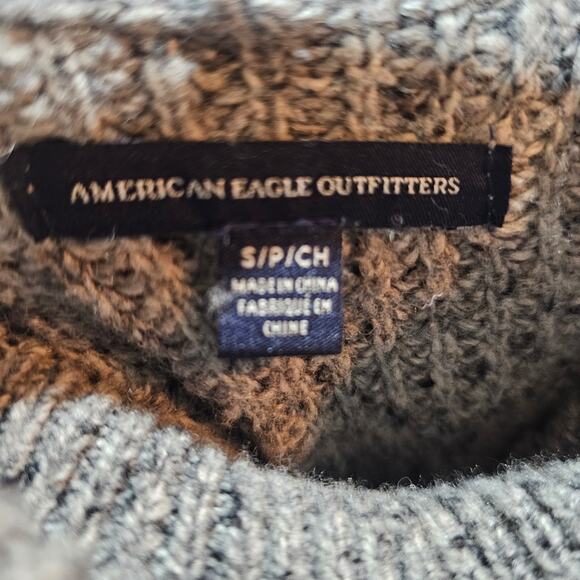 AMERICAN EAGLE OUTFITTERS
S/P/CH
MADE IN CHINA
FABRIQUÉ EN
CHINE